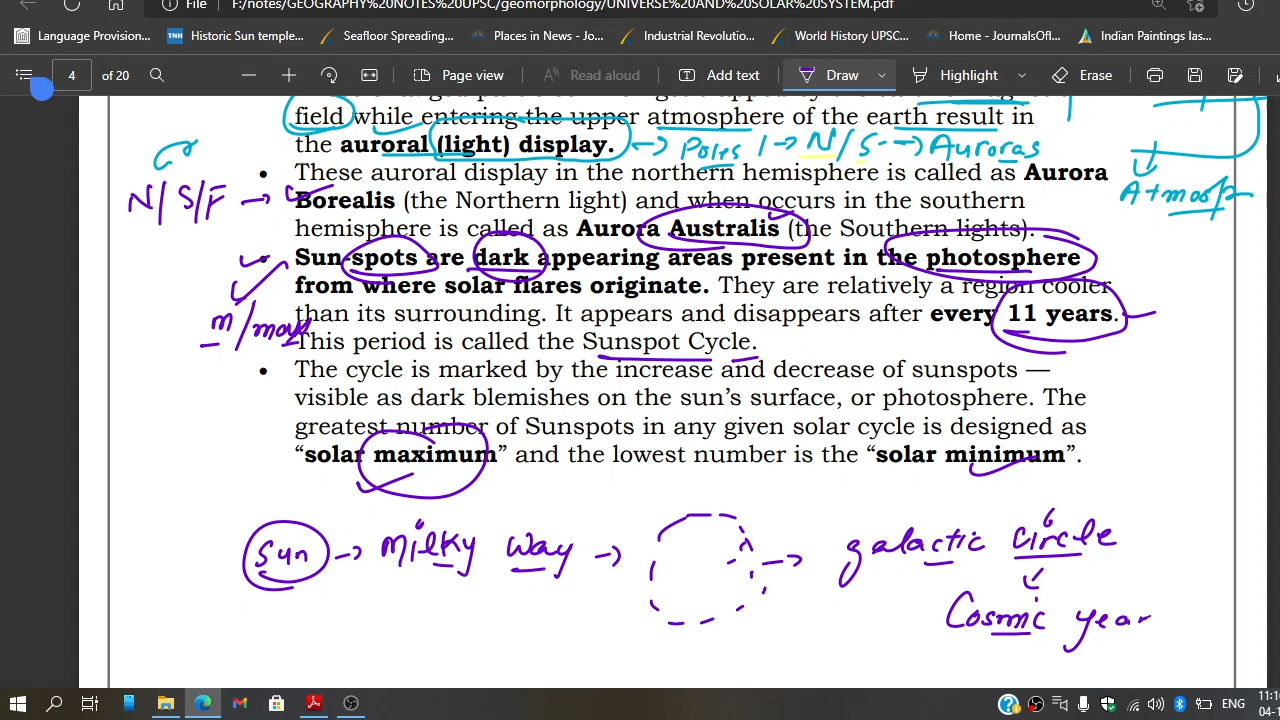 File | F:/notes/GEOGRAPHY%20NOTES%20UPSC/geomorphology/UNIVERSE%20AND%20SOLAR%20SYSTEM.pdf
Language Provision... Historic Sun temple... Seafloor Spreading... Places in News - Jo... Industrial Revolutio... World History UPSC... Home - JournalsOfI... Indian Paintings las...
4 of 20 Page view Read aloud Add text Draw Highlight Erase
field while entering the upper atmosphere of the earth result in
the auroral (light) display. → Poles → N/S → Auroras
• These auroral display in the northern hemisphere is called as Aurora
Borealis (the Northern light) and when occurs in the southern
hemisphere is called as Aurora Australis (the Southern lights).
N/S/F →
Atmos/
• Sun-spots are dark appearing areas present in the photosphere
from where solar flares originate. They are relatively a region cooler
than its surrounding. It appears and disappears after every 11 years.
This period is called the Sunspot Cycle.
m/max
• The cycle is marked by the increase and decrease of sunspots —
visible as dark blemishes on the sun's surface, or photosphere. The
greatest number of Sunspots in any given solar cycle is designed as
"solar maximum" and the lowest number is the "solar minimum".
Sun → Milky way → → galactic circle
Cosmic year
ENG